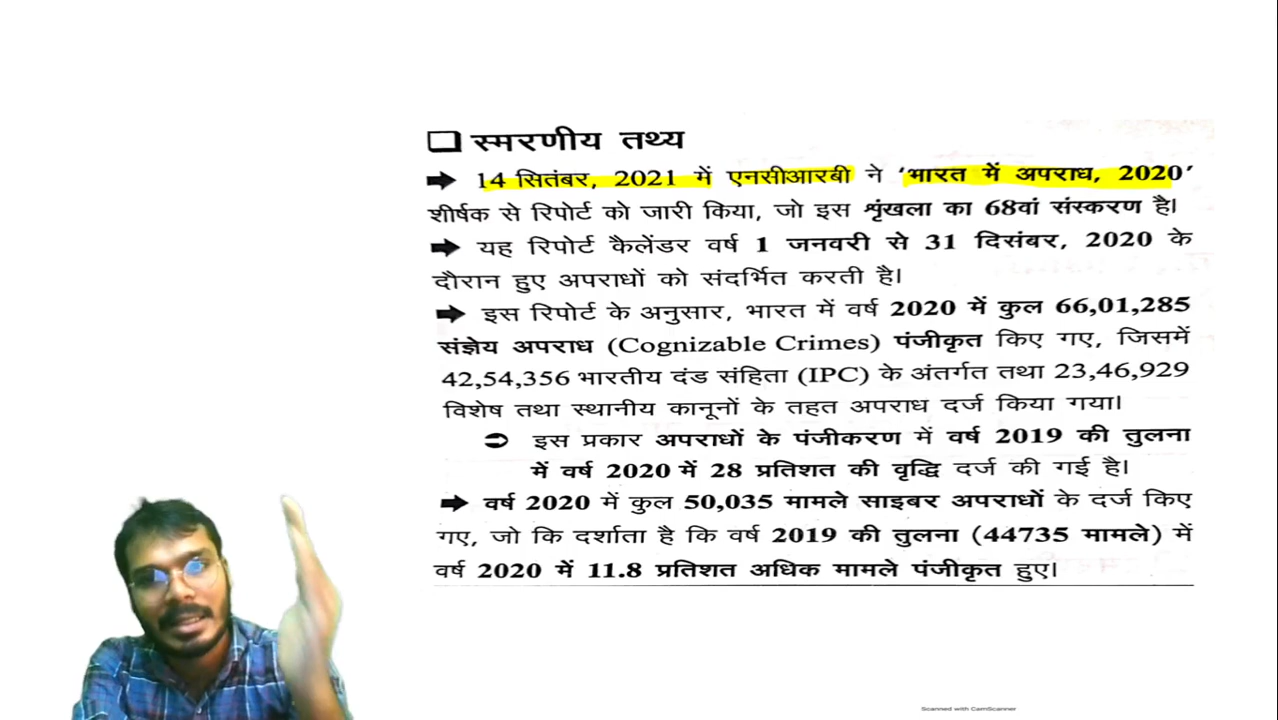 ❑ स्मरणीय तथ्य
➡ 14 सितंबर, 2021 में एनसीआरबी ने ‘भारत में अपराध, 2020’
शीर्षक से रिपोर्ट को जारी किया, जो इस शृंखला का 68वां संस्करण है।
➡ यह रिपोर्ट कैलेंडर वर्ष 1 जनवरी से 31 दिसंबर, 2020 के
दौरान हुए अपराधों को संदर्भित करती है।
➡ इस रिपोर्ट के अनुसार, भारत में वर्ष 2020 में कुल 66,01,285
संज्ञेय अपराध (Cognizable Crimes) पंजीकृत किए गए, जिसमें
42,54,356 भारतीय दंड संहिता (IPC) के अंतर्गत तथा 23,46,929
विशेष तथा स्थानीय कानूनों के तहत अपराध दर्ज किया गया।
➲ इस प्रकार अपराधों के पंजीकरण में वर्ष 2019 की तुलना
में वर्ष 2020 में 28 प्रतिशत की वृद्धि दर्ज की गई है।
➡ वर्ष 2020 में कुल 50,035 मामले साइबर अपराधों के दर्ज किए
गए, जो कि दर्शाता है कि वर्ष 2019 की तुलना (44735 मामले) में
वर्ष 2020 में 11.8 प्रतिशत अधिक मामले पंजीकृत हुए।
Scanned with CamScanner